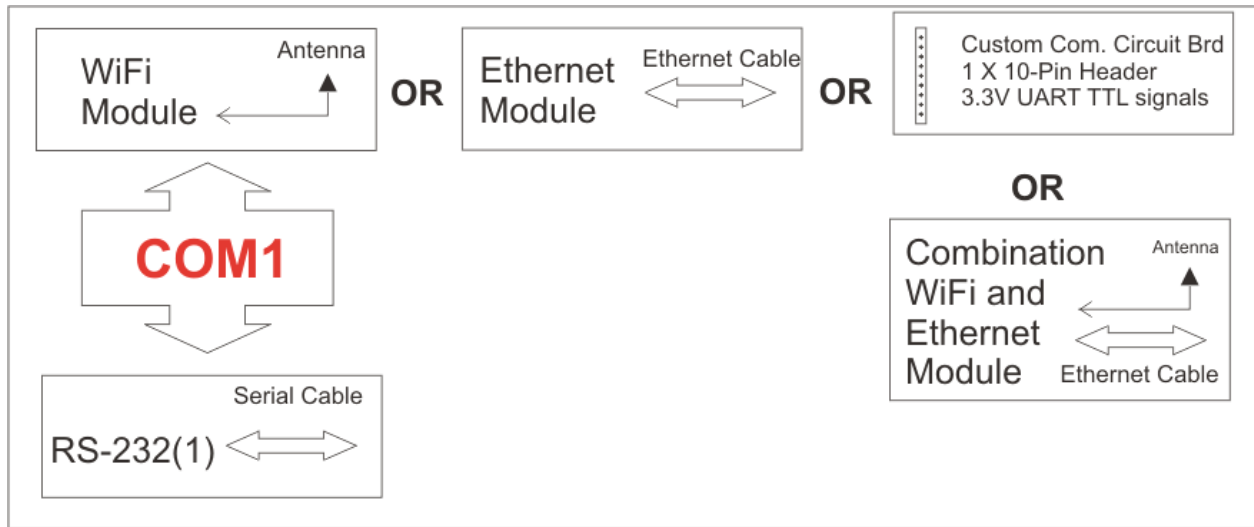 WiFi
Module
Antenna
OR
Ethernet
Module
Ethernet Cable
OR
Custom Com. Circuit Brd
1 X 10-Pin Header
3.3V UART TTL signals
OR
COM1
Combination
WiFi and
Ethernet
Module
Antenna
Ethernet Cable
Serial Cable
RS-232(1)